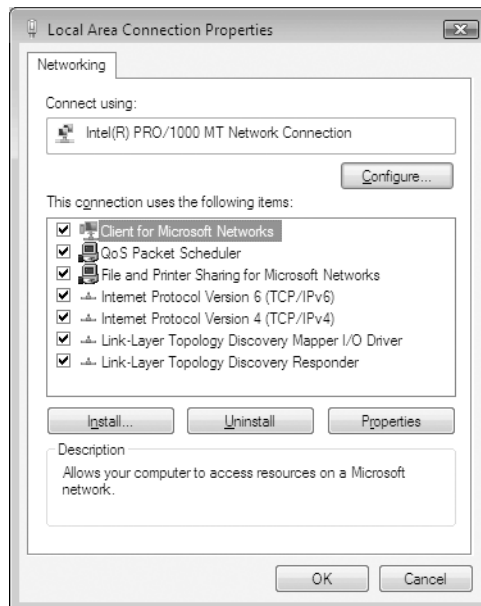 Local Area Connection Properties
Networking
Connect using:
Intel(R) PRO/1000 MT Network Connection
Configure...
This connection uses the following items:
Client for Microsoft Networks
QoS Packet Scheduler
File and Printer Sharing for Microsoft Networks
Internet Protocol Version 6 (TCP/IPv6)
Internet Protocol Version 4 (TCP/IPv4)
Link-Layer Topology Discovery Mapper I/O Driver
Link-Layer Topology Discovery Responder
Install... Uninstall Properties
Description
Allows your computer to access resources on a Microsoft
network.
OK Cancel